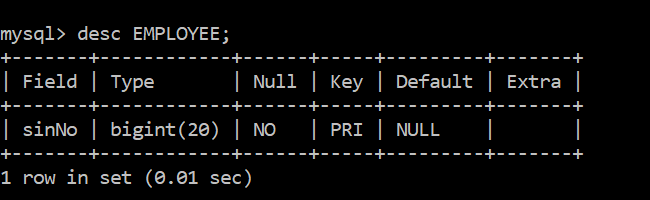 mysql> desc EMPLOYEE;
+-------+------------+------+-----+---------+-------+
| Field | Type       | Null | Key | Default | Extra |
+-------+------------+------+-----+---------+-------+
| sinNo | bigint(20) | NO   | PRI | NULL    |       |
+-------+------------+------+-----+---------+-------+
1 row in set (0.01 sec)